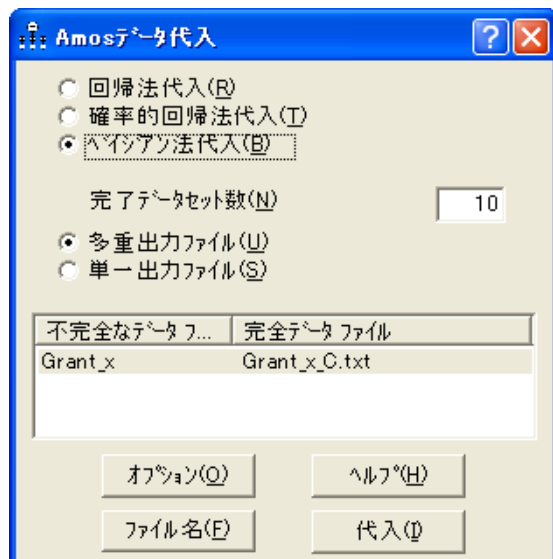 Amosﾃﾞｰﾀ代入
回帰法代入(R)
確率的回帰法代入(T)
ﾍﾞｲｼﾞｱﾝ法代入(B)
完了ﾃﾞｰﾀｾｯﾄ数(N) 10
多重出力ﾌｧｲﾙ(U)
単一出力ﾌｧｲﾙ(S)
不完全なﾃﾞｰﾀ ﾌ... 完全ﾃﾞｰﾀ ﾌｧｲﾙ
Grant_x Grant_x_C.txt
ｵﾌﾟｼｮﾝ(O) ﾍﾙﾌﾟ(H)
ﾌｧｲﾙ名(F) 代入(I)